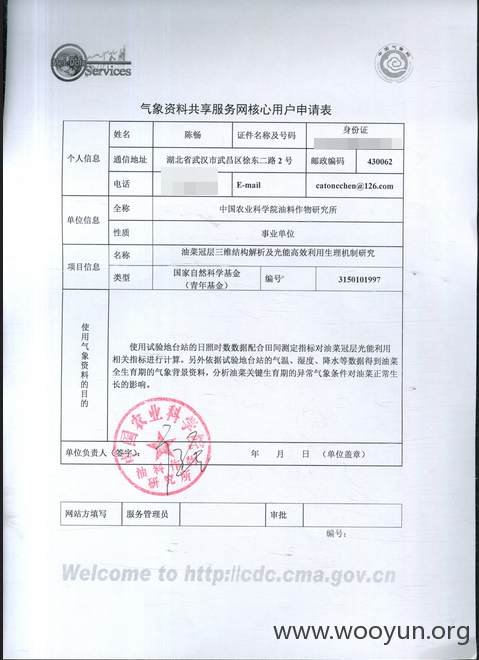 Services
中国气象局
气象资料共享服务网核心用户申请表
个人信息 姓名 陈畅 证件名称及号码 身份证
通信地址 湖北省武汉市武昌区徐东二路 2 号 邮政编码 430062
电话 E-mail catoncchen@126.com
单位信息 全称 中国农业科学院油料作物研究所
性质 事业单位
项目信息 名称 油菜冠层三维结构解析及光能高效利用生理机制研究
类型 国家自然科学基金
（青年基金） 编号 3150101997
使用气象资料的目的
使用试验地台站的日照时数数据配合田间测定指标对油菜冠层光能利用
相关指标进行计算。另外依据试验地台站的气温、湿度、降水等数据得到油菜
全生育期的气象背景资料，分析油菜关键生育期的异常气象条件对油菜正常生
长的影响。
中国农业科学院
油料作物
研究所
单位负责人（签字）： 年 月 日 （单位盖章）
网站方填写 服务管理员 审批
编号：
Welcome to http://cdc.cma.gov.cn
www.wooyun.org